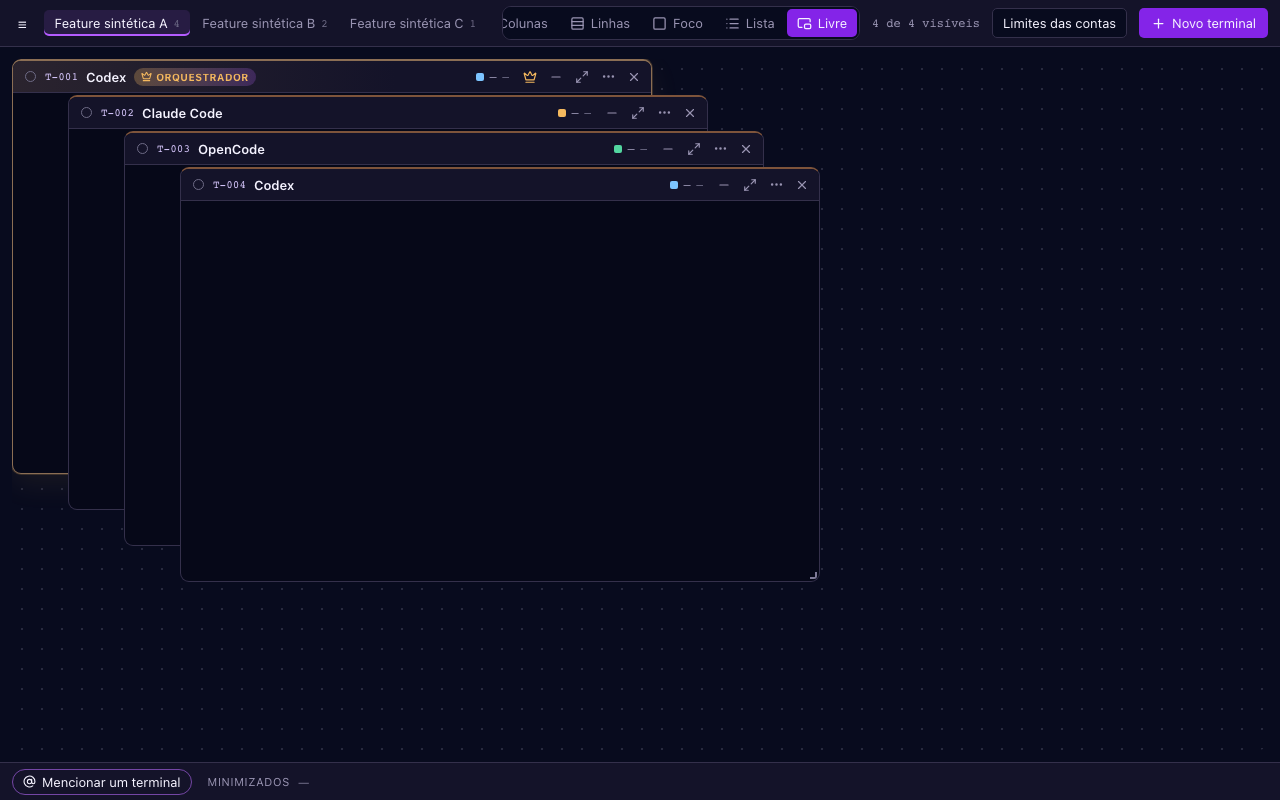 Feature sintética A 4 Feature sintética B 2 Feature sintética C 1 Colunas Linhas Foco Lista Livre 4 de 4 visíveis Limites das contas + Novo terminal
T-001 Codex ORQUESTRADOR — —
T-002 Claude Code — —
T-003 OpenCode — —
T-004 Codex — —
@ Mencionar um terminal MINIMIZADOS —